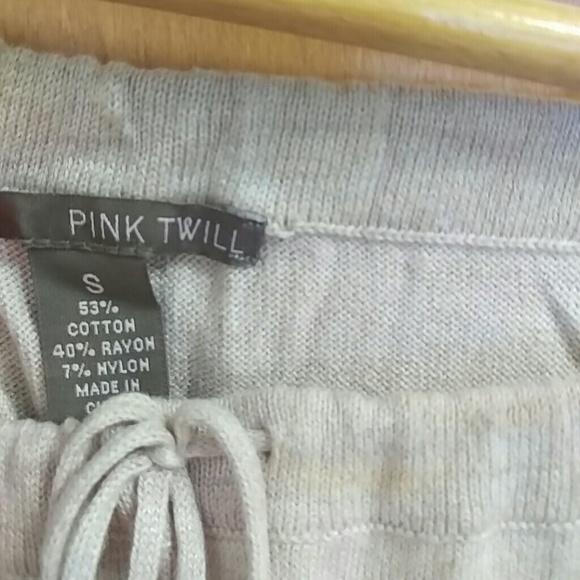 PINK TWILL
S
53%
COTTON
40% RAYON
7% NYLON
MADE IN